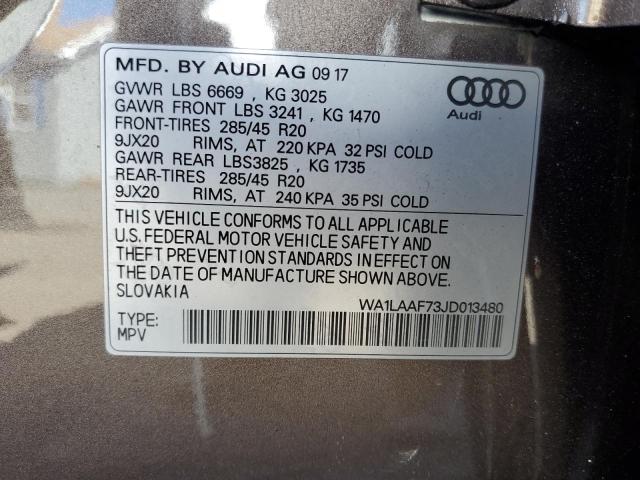 MFD. BY AUDI AG 09 17
GVWR LBS 6669 , KG 3025
GAWR FRONT LBS 3241 , KG 1470
FRONT-TIRES 285/45 R20
9JX20 RIMS, AT 220 KPA 32 PSI COLD
GAWR REAR LBS3825 , KG 1735
REAR-TIRES 285/45 R20
9JX20 RIMS, AT 240 KPA 35 PSI COLD
Audi
THIS VEHICLE CONFORMS TO ALL APPLICABLE
U.S. FEDERAL MOTOR VEHICLE SAFETY AND
THEFT PREVENTION STANDARDS IN EFFECT ON
THE DATE OF MANUFACTURE SHOWN ABOVE.
SLOVAKIA
WA1LAAF73JD013480
TYPE:
MPV